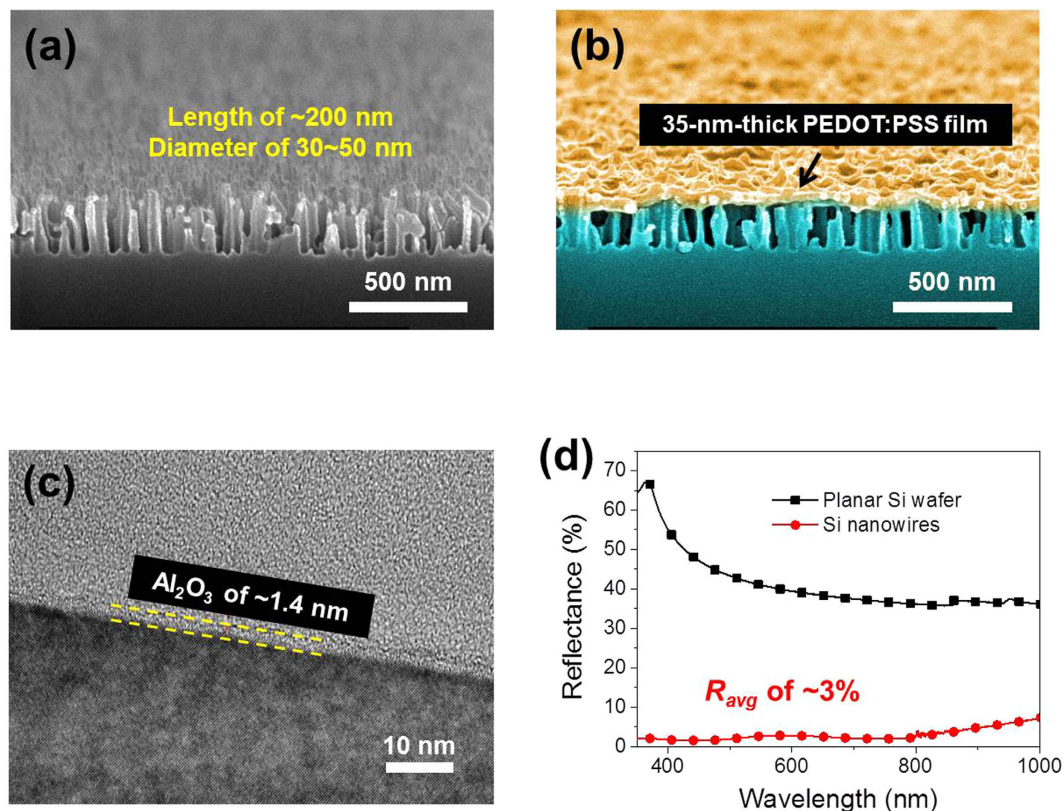 (a)
Length of ~200 nm
Diameter of 30~50 nm
500 nm
(b)
35-nm-thick PEDOT:PSS film
500 nm
(c)
Al₂O₃ of ~1.4 nm
10 nm
(d)
70
60
50
40
30
20
10
0
Reflectance (%)
Planar Si wafer
Si nanowires
R_avg of ~3%
400 600 800 1000
Wavelength (nm)